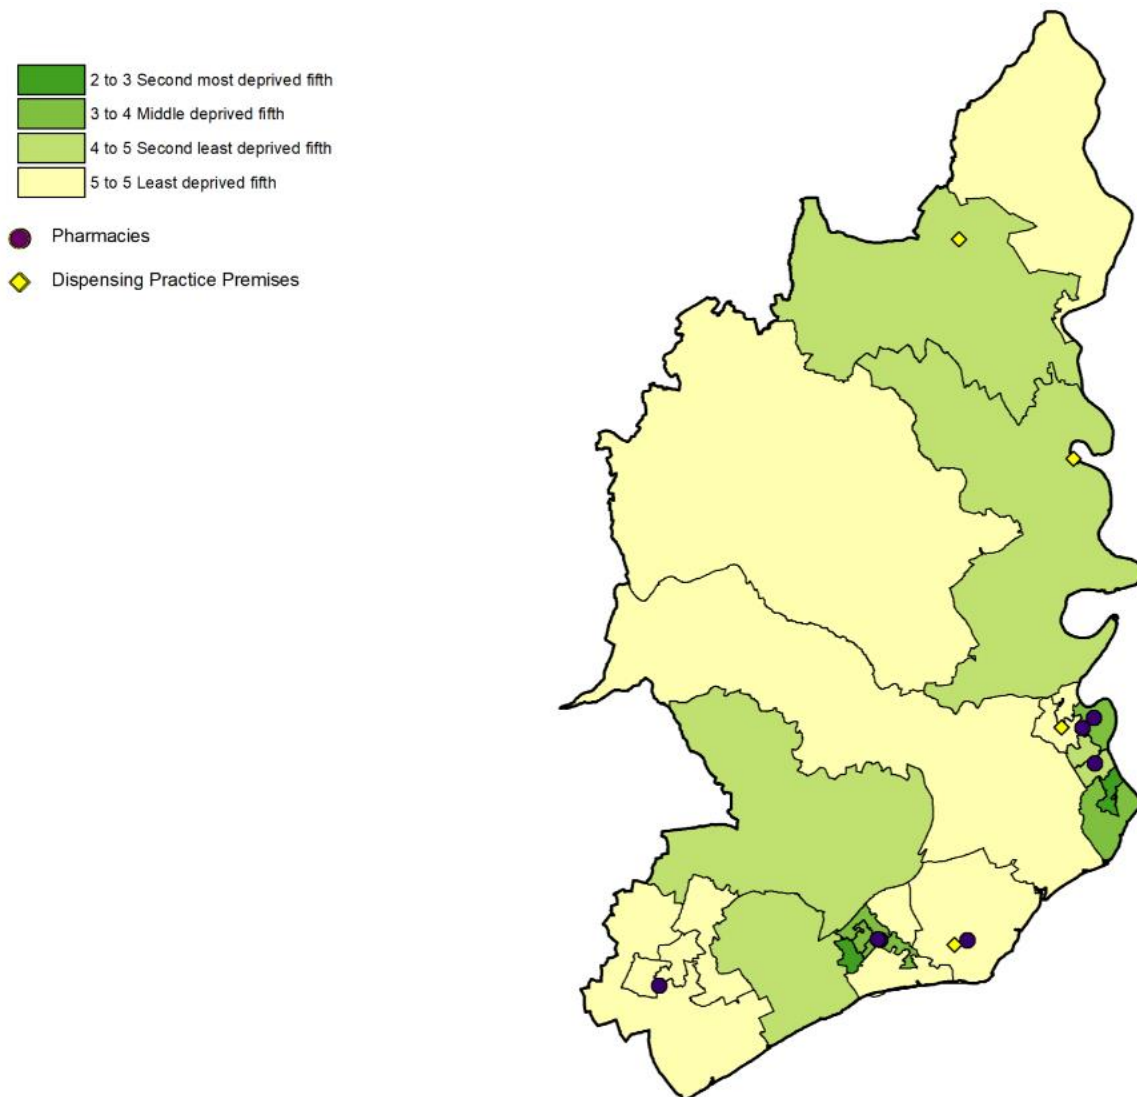 2 to 3 Second most deprived fifth
3 to 4 Middle deprived fifth
4 to 5 Second least deprived fifth
5 to 5 Least deprived fifth
Pharmacies
Dispensing Practice Premises